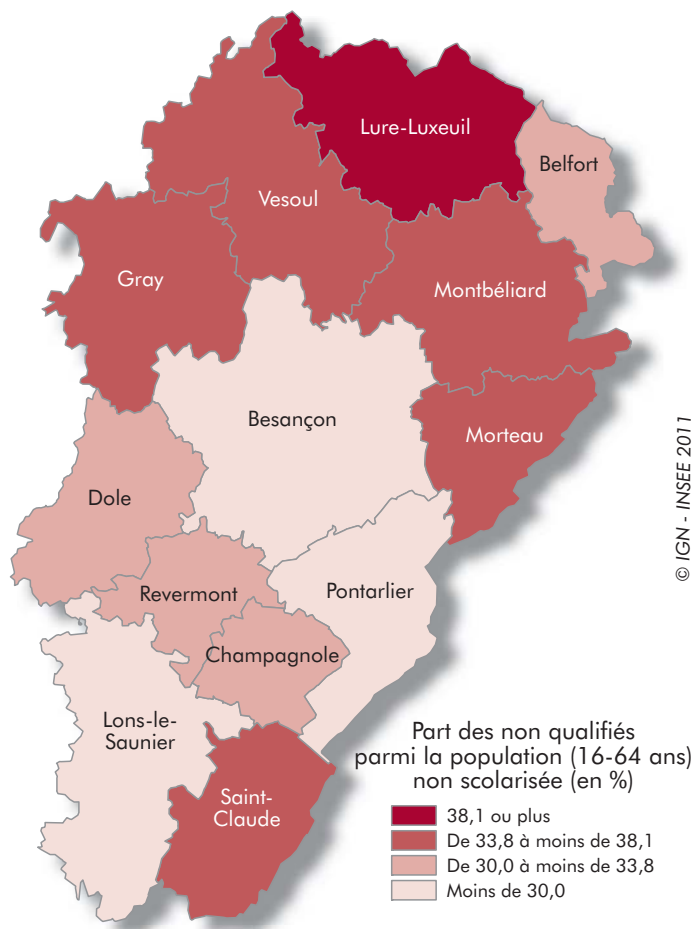 Lure-Luxeuil
Belfort
Vesoul
Gray
Montbéliard
Besançon
Morteau
Dole
Revermont
Pontarlier
Champagnole
Lons-le-
Saunier
Saint-
Claude
© IGN - INSEE 2011
Part des non qualifiés
parmi la population (16-64 ans)
non scolarisée (en %)
38,1 ou plus
De 33,8 à moins de 38,1
De 30,0 à moins de 33,8
Moins de 30,0